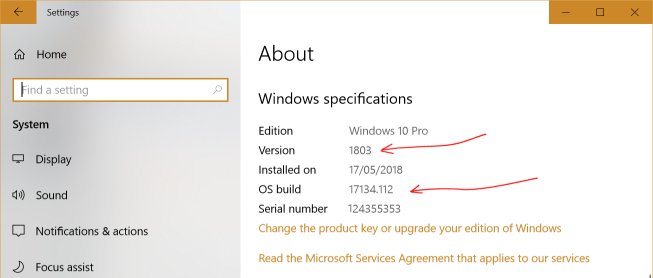 Settings
Home
Find a setting
System
Display
Sound
Notifications & actions
Focus assist
About
Windows specifications
Edition Windows 10 Pro
Version 1803
Installed on 17/05/2018
OS build 17134.112
Serial number 124355353
Change the product key or upgrade your edition of Windows
Read the Microsoft Services Agreement that applies to our services